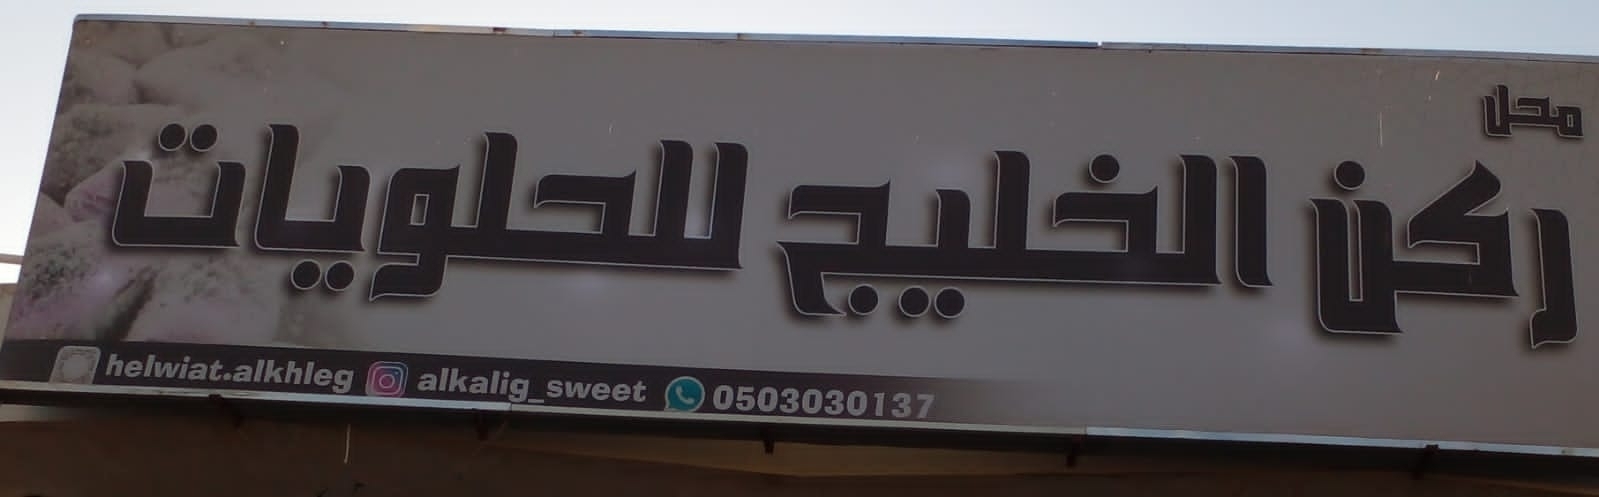 محل
ركن الخليج للحلويات
helwiat.alkhleg alkalig_sweet 0503030137